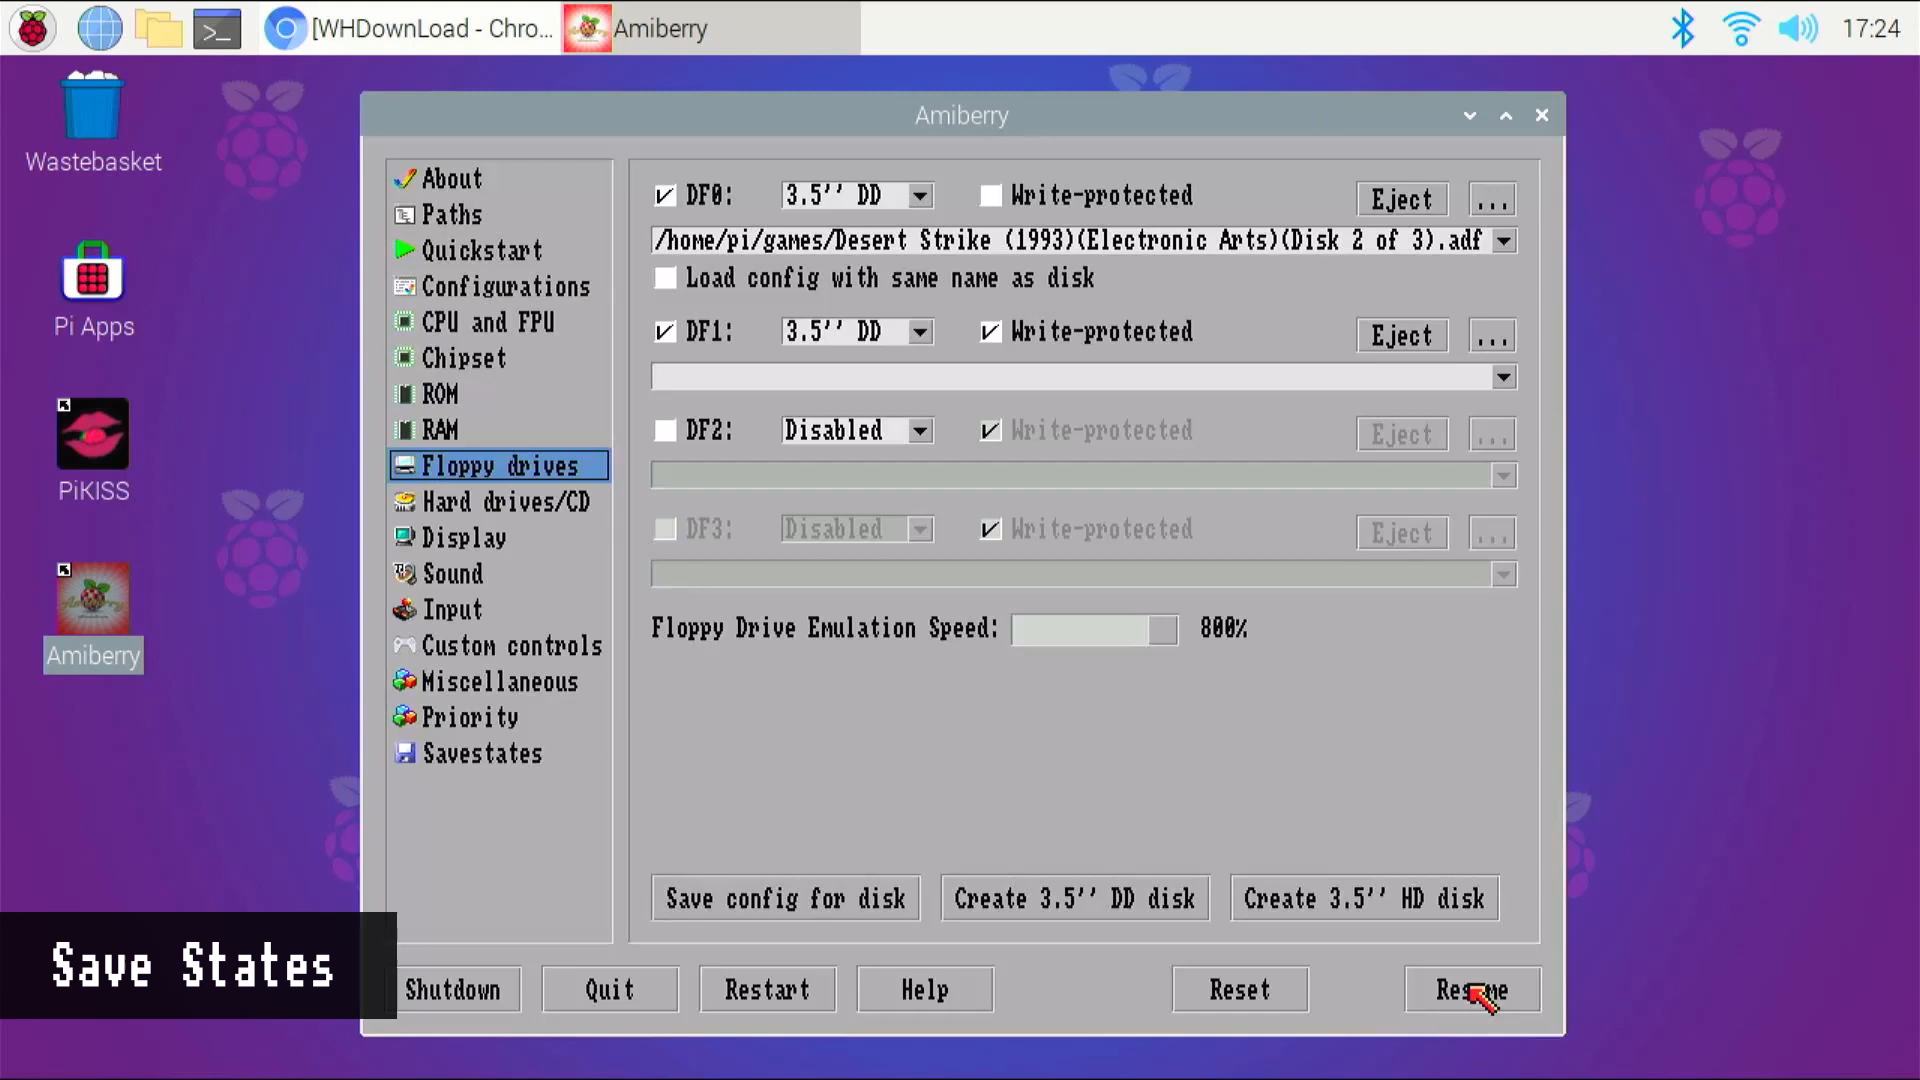 [WHDownLoad - Chro...
Amiberry
17:24
Wastebasket
Pi Apps
PiKISS
Amiberry
Amiberry
About
Paths
Quickstart
Configurations
CPU and FPU
Chipset
ROM
RAM
Floppy drives
Hard drives/CD
Display
Sound
Input
Custom controls
Miscellaneous
Priority
Savestates
DF0: 3.5'' DD Write-protected Eject ...
/home/pi/games/Desert Strike (1993)(Electronic Arts)(Disk 2 of 3).adf
Load config with same name as disk
DF1: 3.5'' DD Write-protected Eject ...
DF2: Disabled Write-protected Eject ...
DF3: Disabled Write-protected Eject ...
Floppy Drive Emulation Speed: 800%
Save config for disk Create 3.5'' DD disk Create 3.5'' HD disk
Save States
Shutdown Quit Restart Help Reset Resume